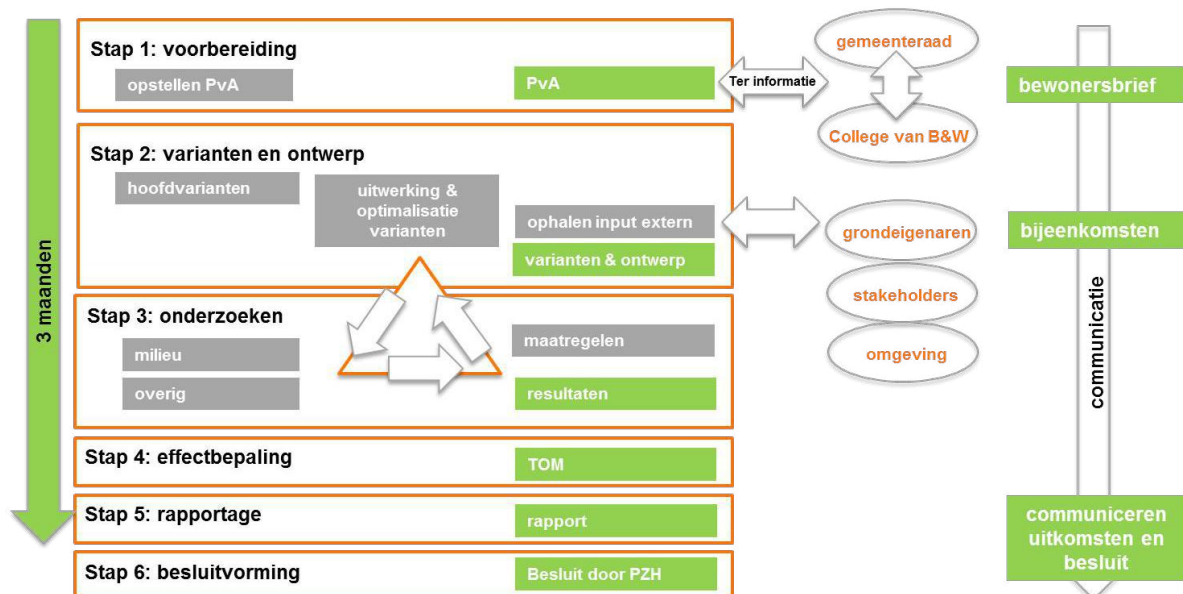 3 maanden
Stap 1: voorbereiding
opstellen PvA
PvA
Ter informatie
gemeenteraad
College van B&W
bewonersbrief
Stap 2: varianten en ontwerp
hoofdvarianten
uitwerking &
optimalisatie
varianten
ophalen input extern
varianten & ontwerp
grondeigenaren
stakeholders
omgeving
bijeenkomsten
communicatie
Stap 3: onderzoeken
milieu
overig
maatregelen
resultaten
Stap 4: effectbepaling
TOM
Stap 5: rapportage
rapport
communiceren
uitkomsten en
besluit
Stap 6: besluitvorming
Besluit door PZH